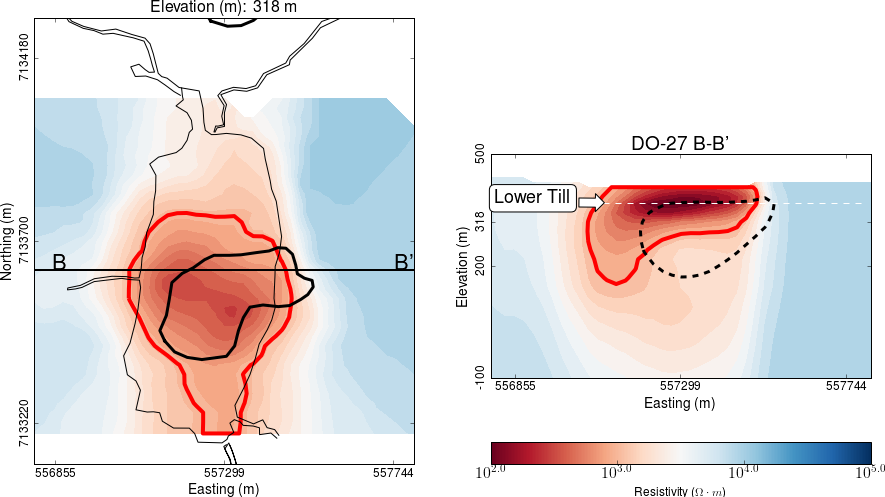 Elevation (m): 318 m
7134180
7133700
7133220
Northing (m)
B
B'
556855
557299
557744
Easting (m)
DO-27 B-B'
500
318
200
-100
Elevation (m)
Lower Till
556855
557299
557744
Easting (m)
10^2.0
10^3.0
10^4.0
10^5.0
Resistivity (Ω · m)